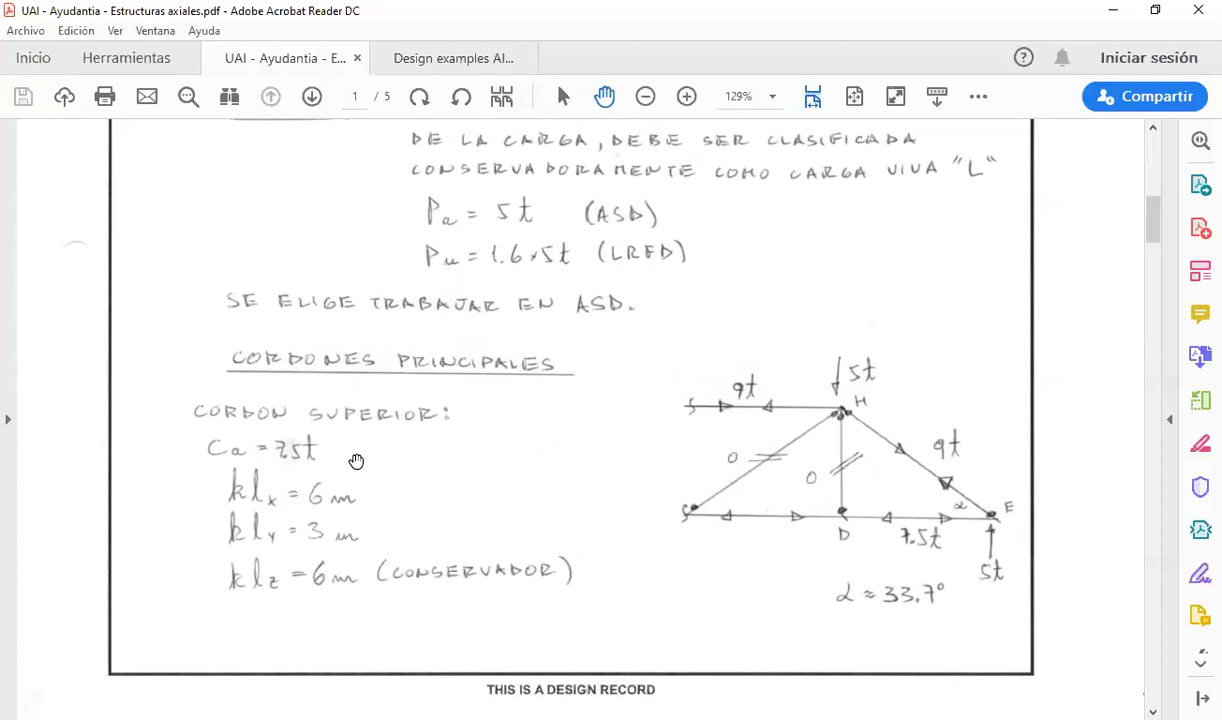 UAI - Ayudantia - Estructuras axiales.pdf - Adobe Acrobat Reader DC
Archivo Edición Ver Ventana Ayuda
Inicio Herramientas UAI - Ayudantia - E... × Design examples AI... Iniciar sesión
1 / 5 129% Compartir
DE LA CARGA, DEBE SER CLASIFICADA
CONSERVADORAMENTE COMO CARGA VIVA "L"
Pa = 5t (ASD)
Pu = 1.6 × 5t (LRFD)
SE ELIGE TRABAJAR EN ASD.
CORDONES PRINCIPALES
CORDON SUPERIOR:
Ca = 7.5t
klx = 6 m
kly = 3 m
klz = 6 m (CONSERVADOR)
9t
5t
H
0
0
9t
α
E
D
7.5t
5t
α ≈ 33.7°
THIS IS A DESIGN RECORD